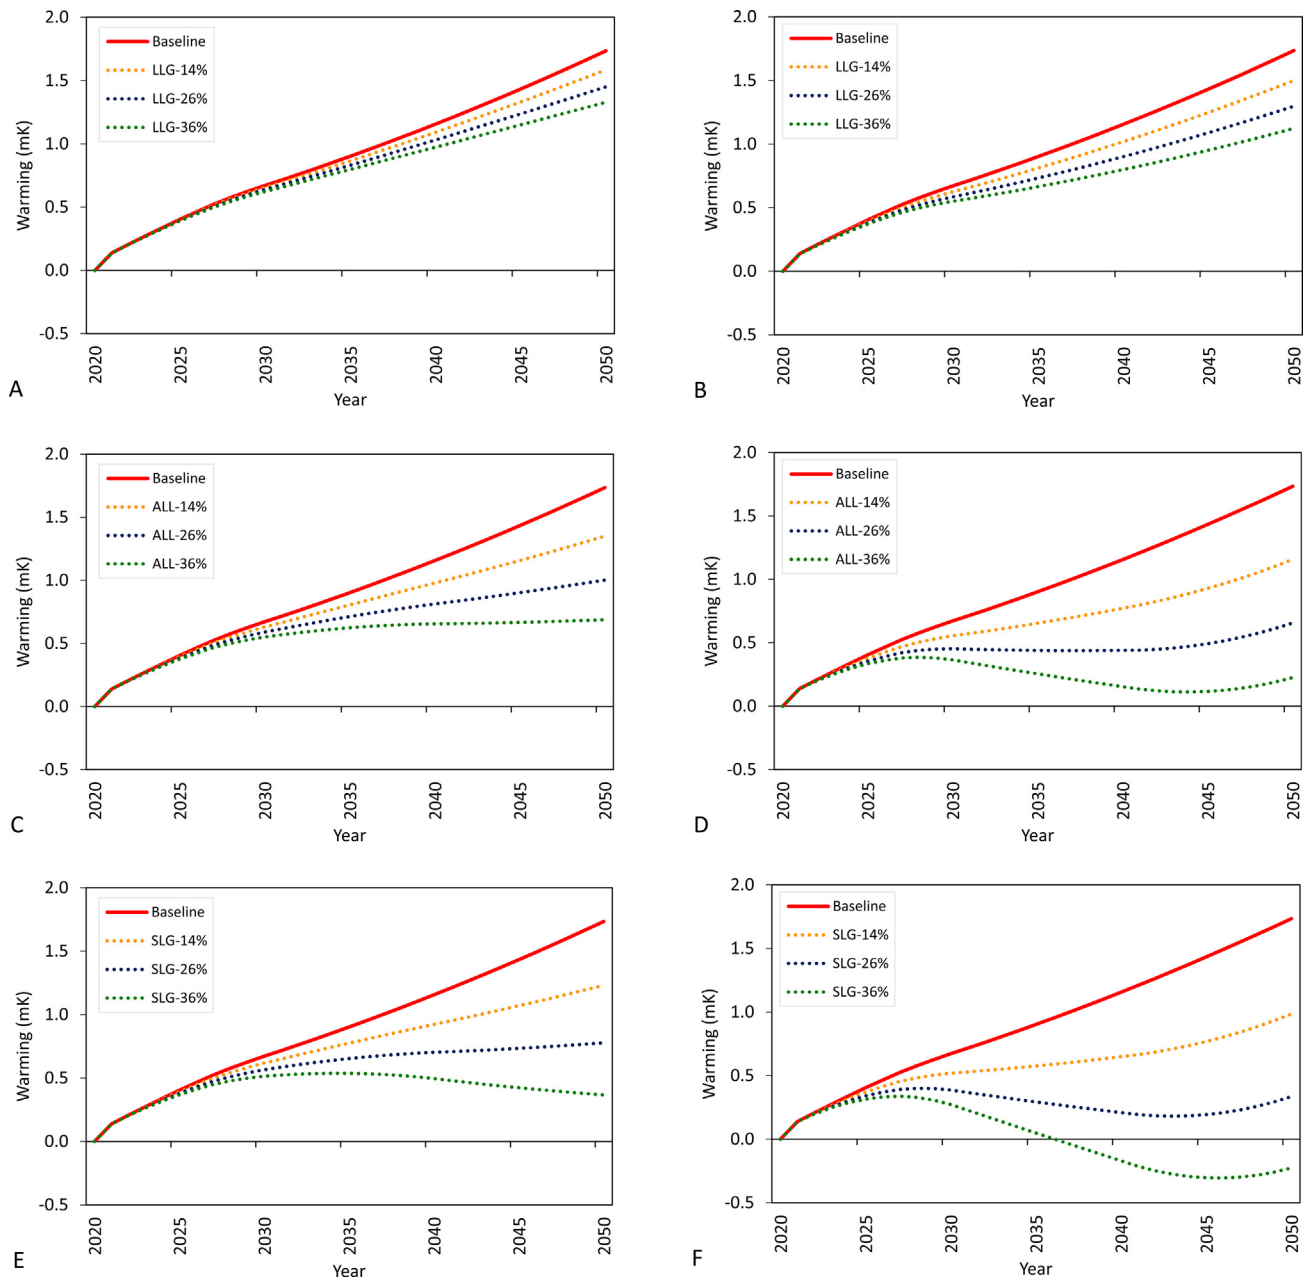 2.0
1.5
1.0
0.5
0.0
-0.5
Warming (mK)
Baseline
LLG-14%
LLG-26%
LLG-36%
2020
2025
2030
2035
2040
2045
2050
Year
A
2.0
1.5
1.0
0.5
0.0
-0.5
Warming (mK)
Baseline
LLG-14%
LLG-26%
LLG-36%
2020
2025
2030
2035
2040
2045
2050
Year
B
2.0
1.5
1.0
0.5
0.0
-0.5
Warming (mK)
Baseline
ALL-14%
ALL-26%
ALL-36%
2020
2025
2030
2035
2040
2045
2050
Year
C
2.0
1.5
1.0
0.5
0.0
-0.5
Warming (mK)
Baseline
ALL-14%
ALL-26%
ALL-36%
2020
2025
2030
2035
2040
2045
2050
Year
D
2.0
1.5
1.0
0.5
0.0
-0.5
Warming (mK)
Baseline
SLG-14%
SLG-26%
SLG-36%
2020
2025
2030
2035
2040
2045
2050
Year
E
2.0
1.5
1.0
0.5
0.0
-0.5
Warming (mK)
Baseline
SLG-14%
SLG-26%
SLG-36%
2020
2025
2030
2035
2040
2045
2050
Year
F